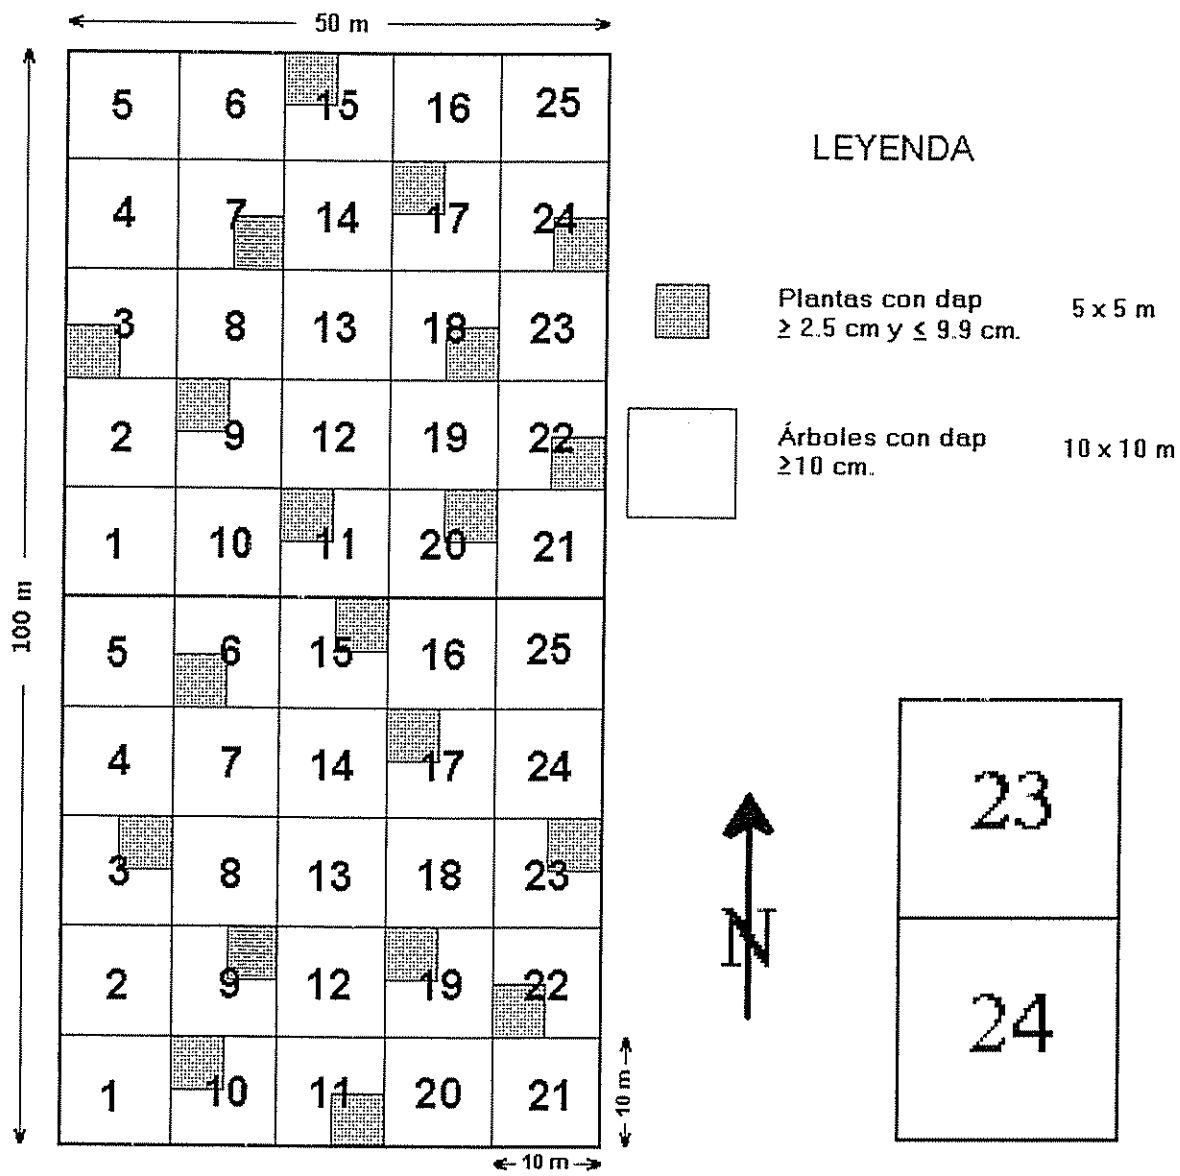 50 m
5 6 15 16 25
4 7 14 17 24
3 8 13 18 23
2 9 12 19 22
1 10 11 20 21
5 6 15 16 25
4 7 14 17 24
3 8 13 18 23
2 9 12 19 22
1 10 11 20 21
100 m
10 m
10 m
LEYENDA
Plantas con dap 5 x 5 m
≥ 2.5 cm y ≤ 9.9 cm.
Árboles con dap 10 x 10 m
≥10 cm.
N
23
24